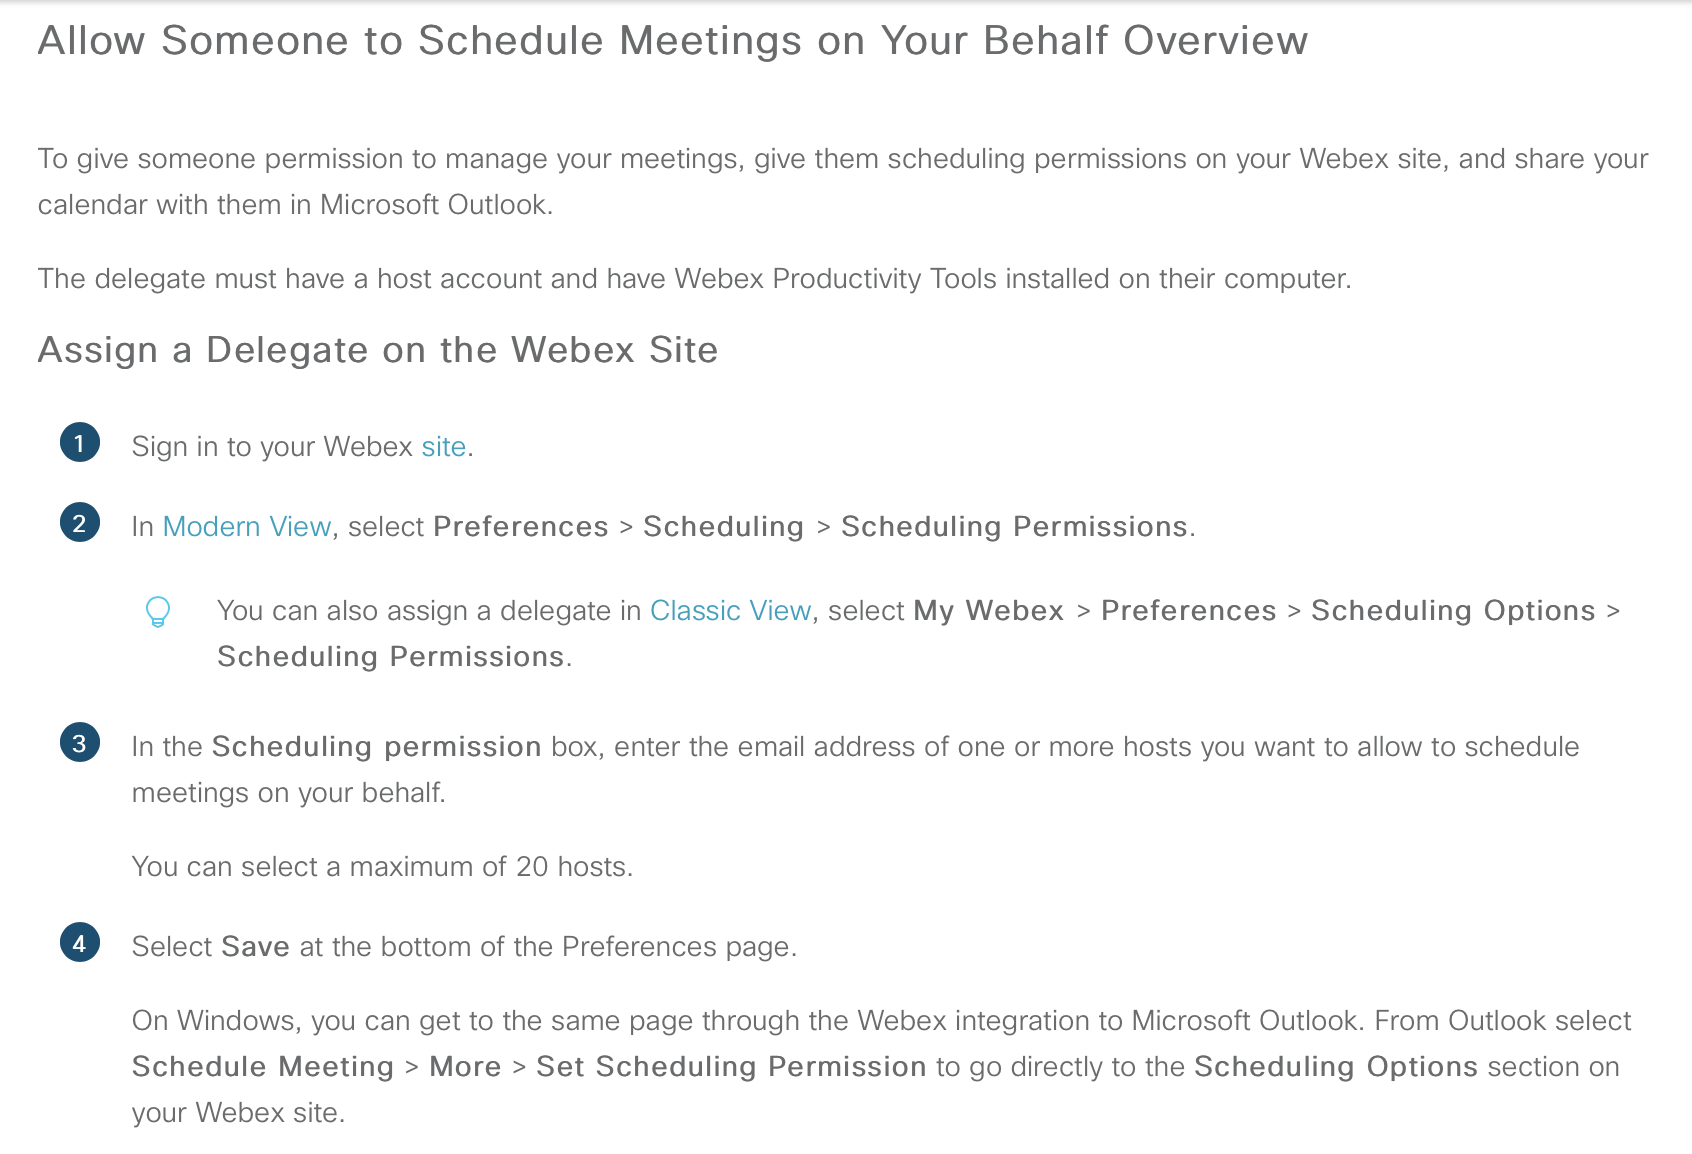 Allow Someone to Schedule Meetings on Your Behalf Overview
To give someone permission to manage your meetings, give them scheduling permissions on your Webex site, and share your
calendar with them in Microsoft Outlook.
The delegate must have a host account and have Webex Productivity Tools installed on their computer.
Assign a Delegate on the Webex Site
1 Sign in to your Webex site.
2 In Modern View, select Preferences > Scheduling > Scheduling Permissions.
You can also assign a delegate in Classic View, select My Webex > Preferences > Scheduling Options >
Scheduling Permissions.
3 In the Scheduling permission box, enter the email address of one or more hosts you want to allow to schedule
meetings on your behalf.
You can select a maximum of 20 hosts.
4 Select Save at the bottom of the Preferences page.
On Windows, you can get to the same page through the Webex integration to Microsoft Outlook. From Outlook select
Schedule Meeting > More > Set Scheduling Permission to go directly to the Scheduling Options section on
your Webex site.